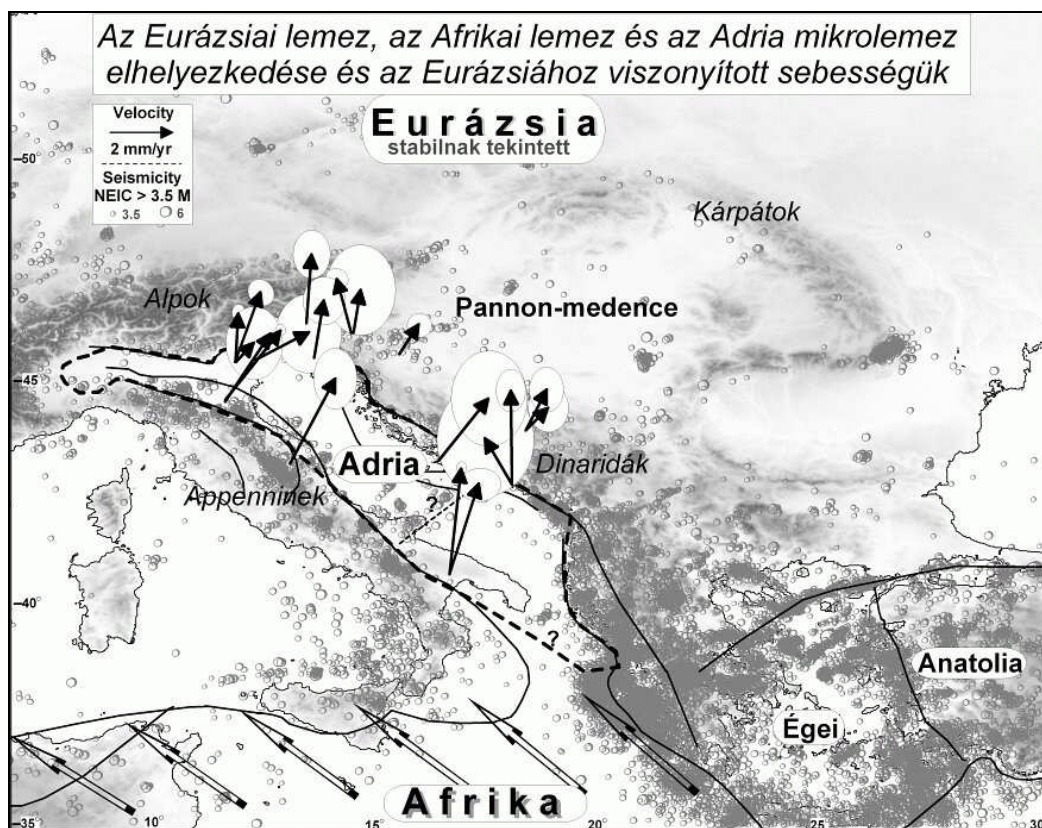 Az Eurázsiai lemez, az Afrikai lemez és az Adria mikrolemez
elhelyezkedése és az Eurázsiához viszonyított sebességük
Velocity
2 mm/yr
Seismicity
NEIC > 3.5 M
3.5 6
Eurázsia
stabilnak tekintett
50°
Kárpátok
Alpok
Pannon-medence
45°
Adria
Dinaridák
Appenninek
?
40°
?
Anatolia
Égei
Afrika
35° 10° 15° 20° 25° 30